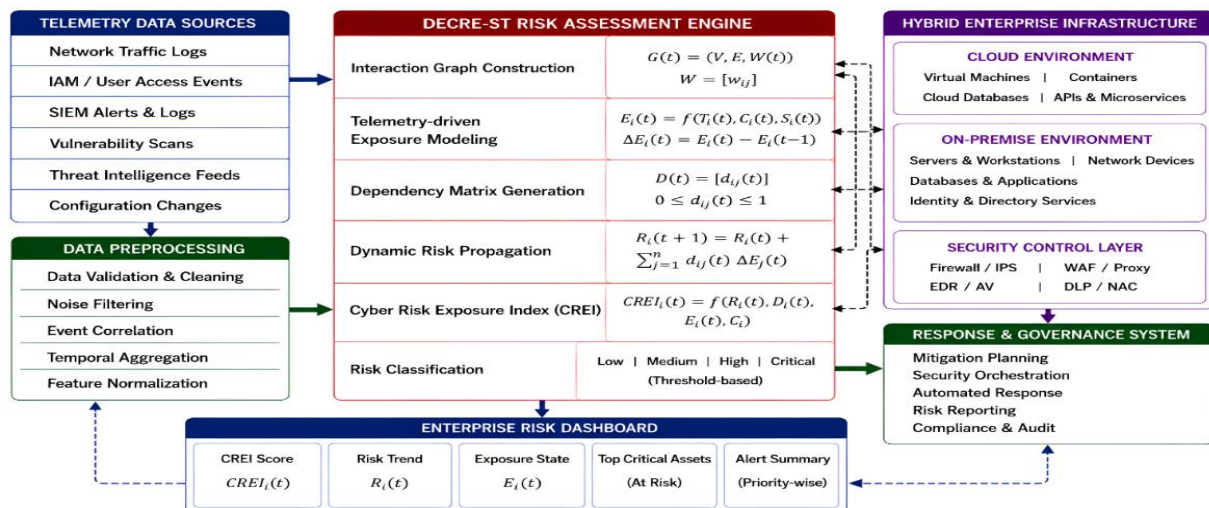 TELEMETRY DATA SOURCES
Network Traffic Logs
IAM / User Access Events
SIEM Alerts & Logs
Vulnerability Scans
Threat Intelligence Feeds
Configuration Changes
DATA PREPROCESSING
Data Validation & Cleaning
Noise Filtering
Event Correlation
Temporal Aggregation
Feature Normalization
DECRE-ST RISK ASSESSMENT ENGINE
Interaction Graph Construction
G(t) = (V, E, W(t))
W = [w_{ij}]
Telemetry-driven
Exposure Modeling
E_i(t) = f(T_i(t), C_i(t), S_i(t))
ΔE_i(t) = E_i(t) − E_i(t−1)
Dependency Matrix Generation
D(t) = [d_{ij}(t)]
0 ≤ d_{ij}(t) ≤ 1
Dynamic Risk Propagation
R_i(t + 1) = R_i(t) +
∑_{j=1}^{n} d_{ij}(t) ΔE_j(t)
Cyber Risk Exposure Index (CREI)
CREI_i(t) = f(R_i(t), D_i(t),
E_i(t), C_i)
Risk Classification
Low | Medium | High | Critical
(Threshold-based)
HYBRID ENTERPRISE INFRASTRUCTURE
CLOUD ENVIRONMENT
Virtual Machines | Containers
Cloud Databases | APIs & Microservices
ON-PREMISE ENVIRONMENT
Servers & Workstations | Network Devices
Databases & Applications
Identity & Directory Services
SECURITY CONTROL LAYER
Firewall / IPS | WAF / Proxy
EDR / AV | DLP / NAC
RESPONSE & GOVERNANCE SYSTEM
Mitigation Planning
Security Orchestration
Automated Response
Risk Reporting
Compliance & Audit
ENTERPRISE RISK DASHBOARD
CREI Score
CREI_i(t)
Risk Trend
R_i(t)
Exposure State
E_i(t)
Top Critical Assets
(At Risk)
Alert Summary
(Priority-wise)